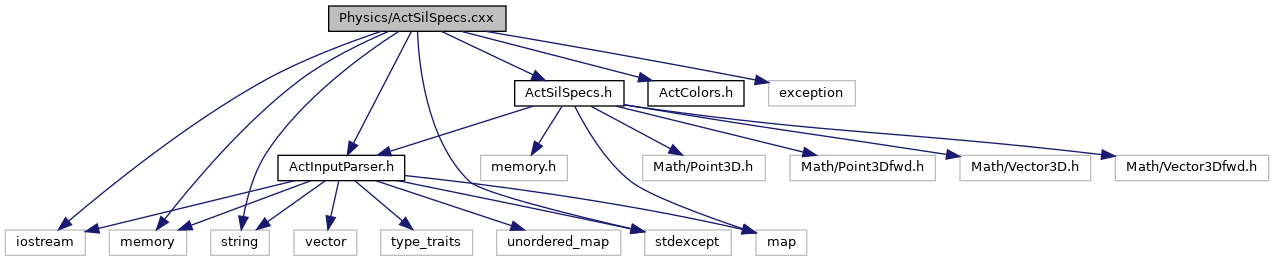 Physics/ActSilSpecs.cxx
ActSilSpecs.h
ActColors.h
exception
ActInputParser.h
memory.h
Math/Point3D.h
Math/Point3Dfwd.h
Math/Vector3D.h
Math/Vector3Dfwd.h
iostream
memory
string
vector
type_traits
unordered_map
stdexcept
map